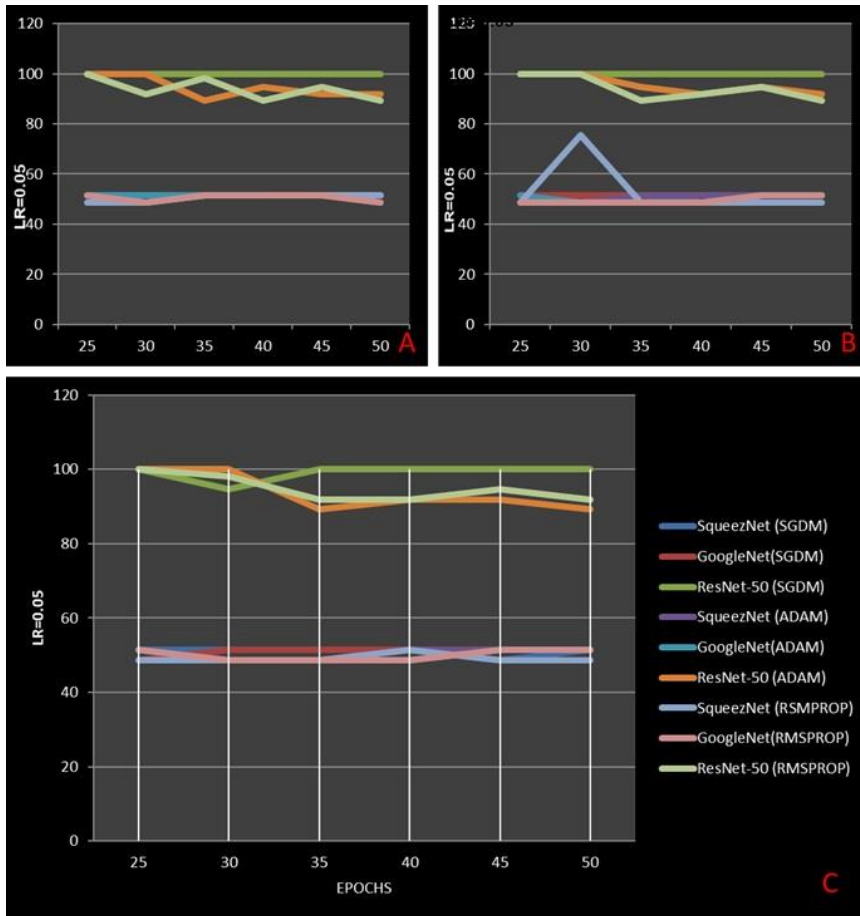 120
100
80
60
40
20
0
LR=0.05
25 30 35 40 45 50
A
120
100
80
60
40
20
0
LR=0.05
25 30 35 40 45 50
B
120
100
80
60
40
20
0
LR=0.05
25 30 35 40 45 50
EPOCHS
SqueezNet (SGDM)
GoogleNet(SGDM)
ResNet-50 (SGDM)
SqueezNet (ADAM)
GoogleNet(ADAM)
ResNet-50 (ADAM)
SqueezNet (RSMPROP)
GoogleNet(RMSPROP)
ResNet-50 (RMSPROP)
C